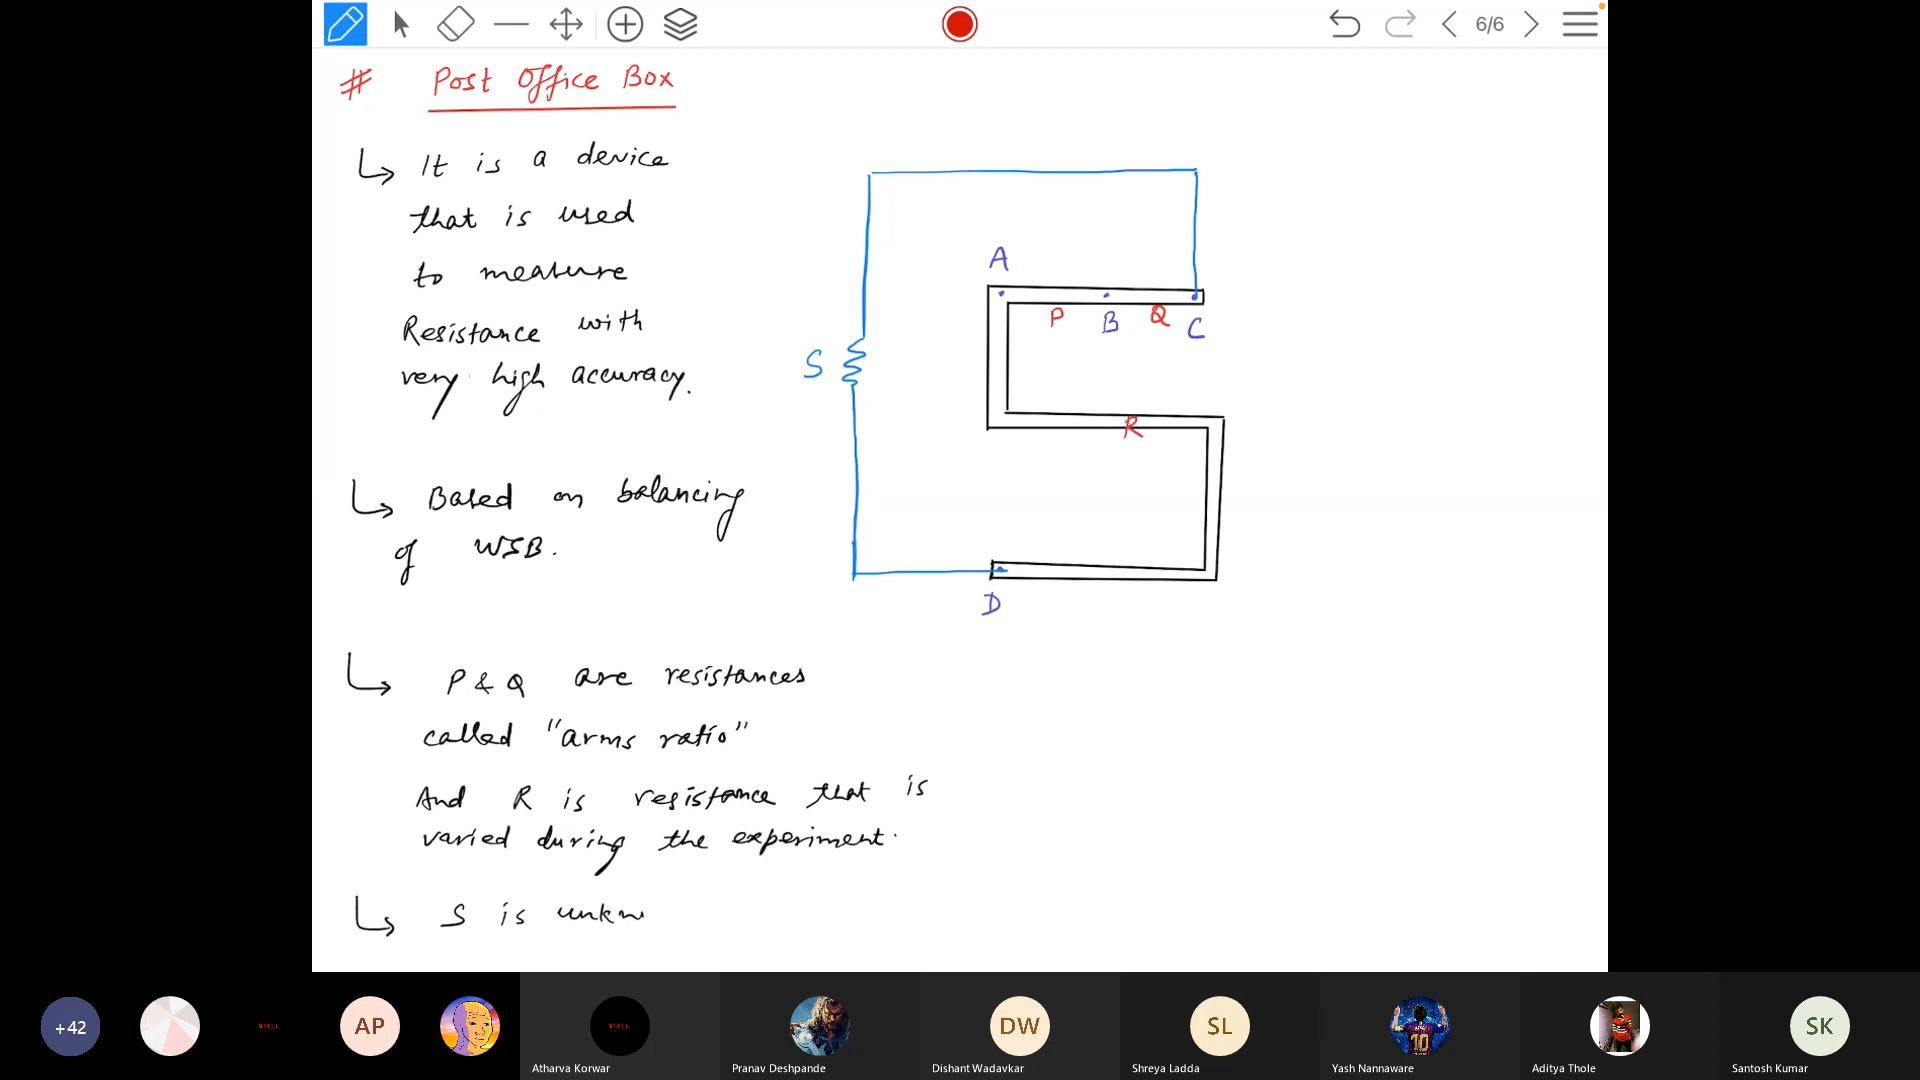 6/6
# Post Office Box
↳ It is a device
that is used
to measure
Resistance with
very high accuracy.
↳ Based on balancing
of WSB.
↳ P & Q are resistances
called "arms ratio"
And R is resistance that is
varied during the experiment.
↳ S is unkn
A
P B Q C
S
R
D
+42
AP
DW
SL
10
SK
Atharva Korwar
Pranav Deshpande
Dishant Wadavkar
Shreya Ladda
Yash Nannaware
Aditya Thole
Santosh Kumar